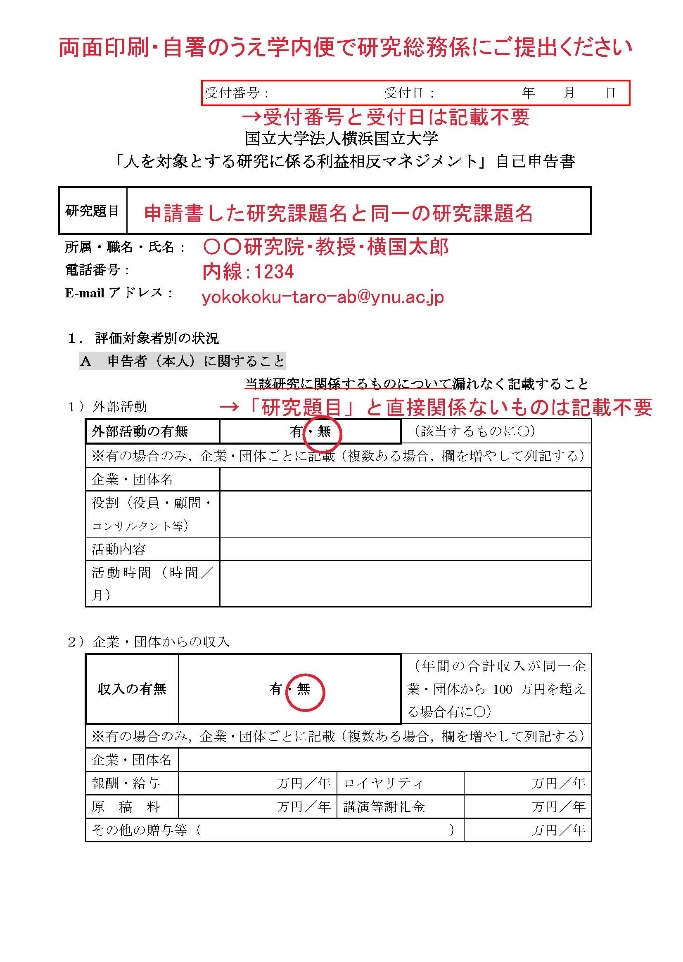 両面印刷・自署のうえ学内便で研究総務係にご提出ください
受付番号： 受付日： 年 月 日
→受付番号と受付日は記載不要
国立大学法人横浜国立大学
「人を対象とする研究に係る利益相反マネジメント」自己申告書
研究題目 申請書した研究課題名と同一の研究課題名
所属・職名・氏名： 〇〇研究院・教授・横国太郎
電話番号： 内線：1234
E-mail アドレス： yokokoku-taro-ab@ynu.ac.jp
１．評価対象者別の状況
A 申告者（本人）に関すること
当該研究に関係するものについて漏れなく記載すること
１）外部活動 →「研究題目」と直接関係ないものは記載不要
外部活動の有無 有・無 （該当するものに〇）
※有の場合のみ，企業・団体ごとに記載（複数ある場合，欄を増やして列記する）
企業・団体名
役割（役員・顧問・
コンサルタント等）
活動内容
活動時間（時間／
月）
２）企業・団体からの収入
（年間の合計収入が同一企
収入の有無 有・無 業・団体から 100 万円を超え
る場合有に〇）
※有の場合のみ，企業・団体ごとに記載（複数ある場合，欄を増やして列記する）
企業・団体名
報酬・給与 万円／年 ロイヤリティ 万円／年
原 稿 料 万円／年 講演等謝礼金 万円／年
その他の贈与等（ ） 万円／年